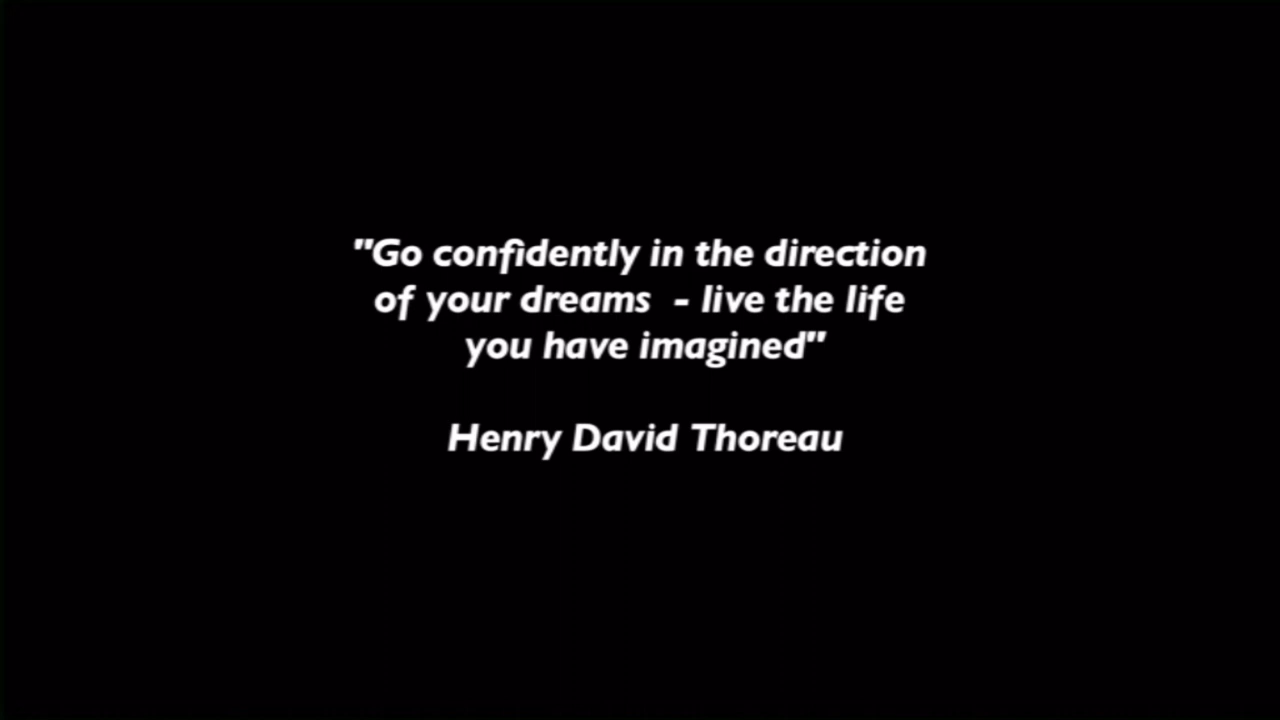 "Go confidently in the direction
of your dreams  - live the life
you have imagined"
Henry David Thoreau